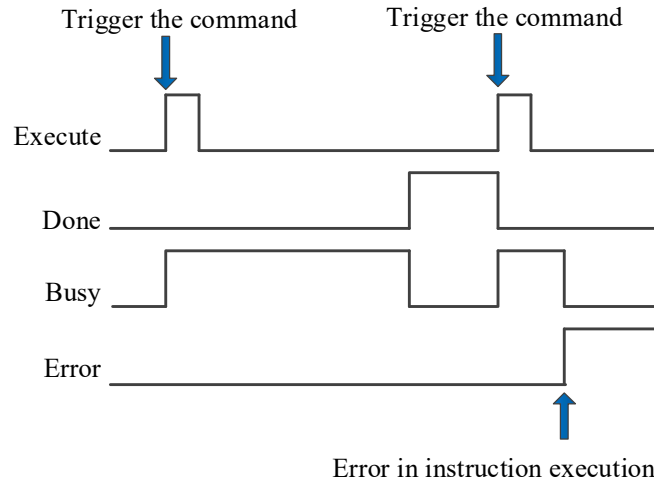 Trigger the command
Trigger the command
Execute
Done
Busy
Error
Error in instruction execution